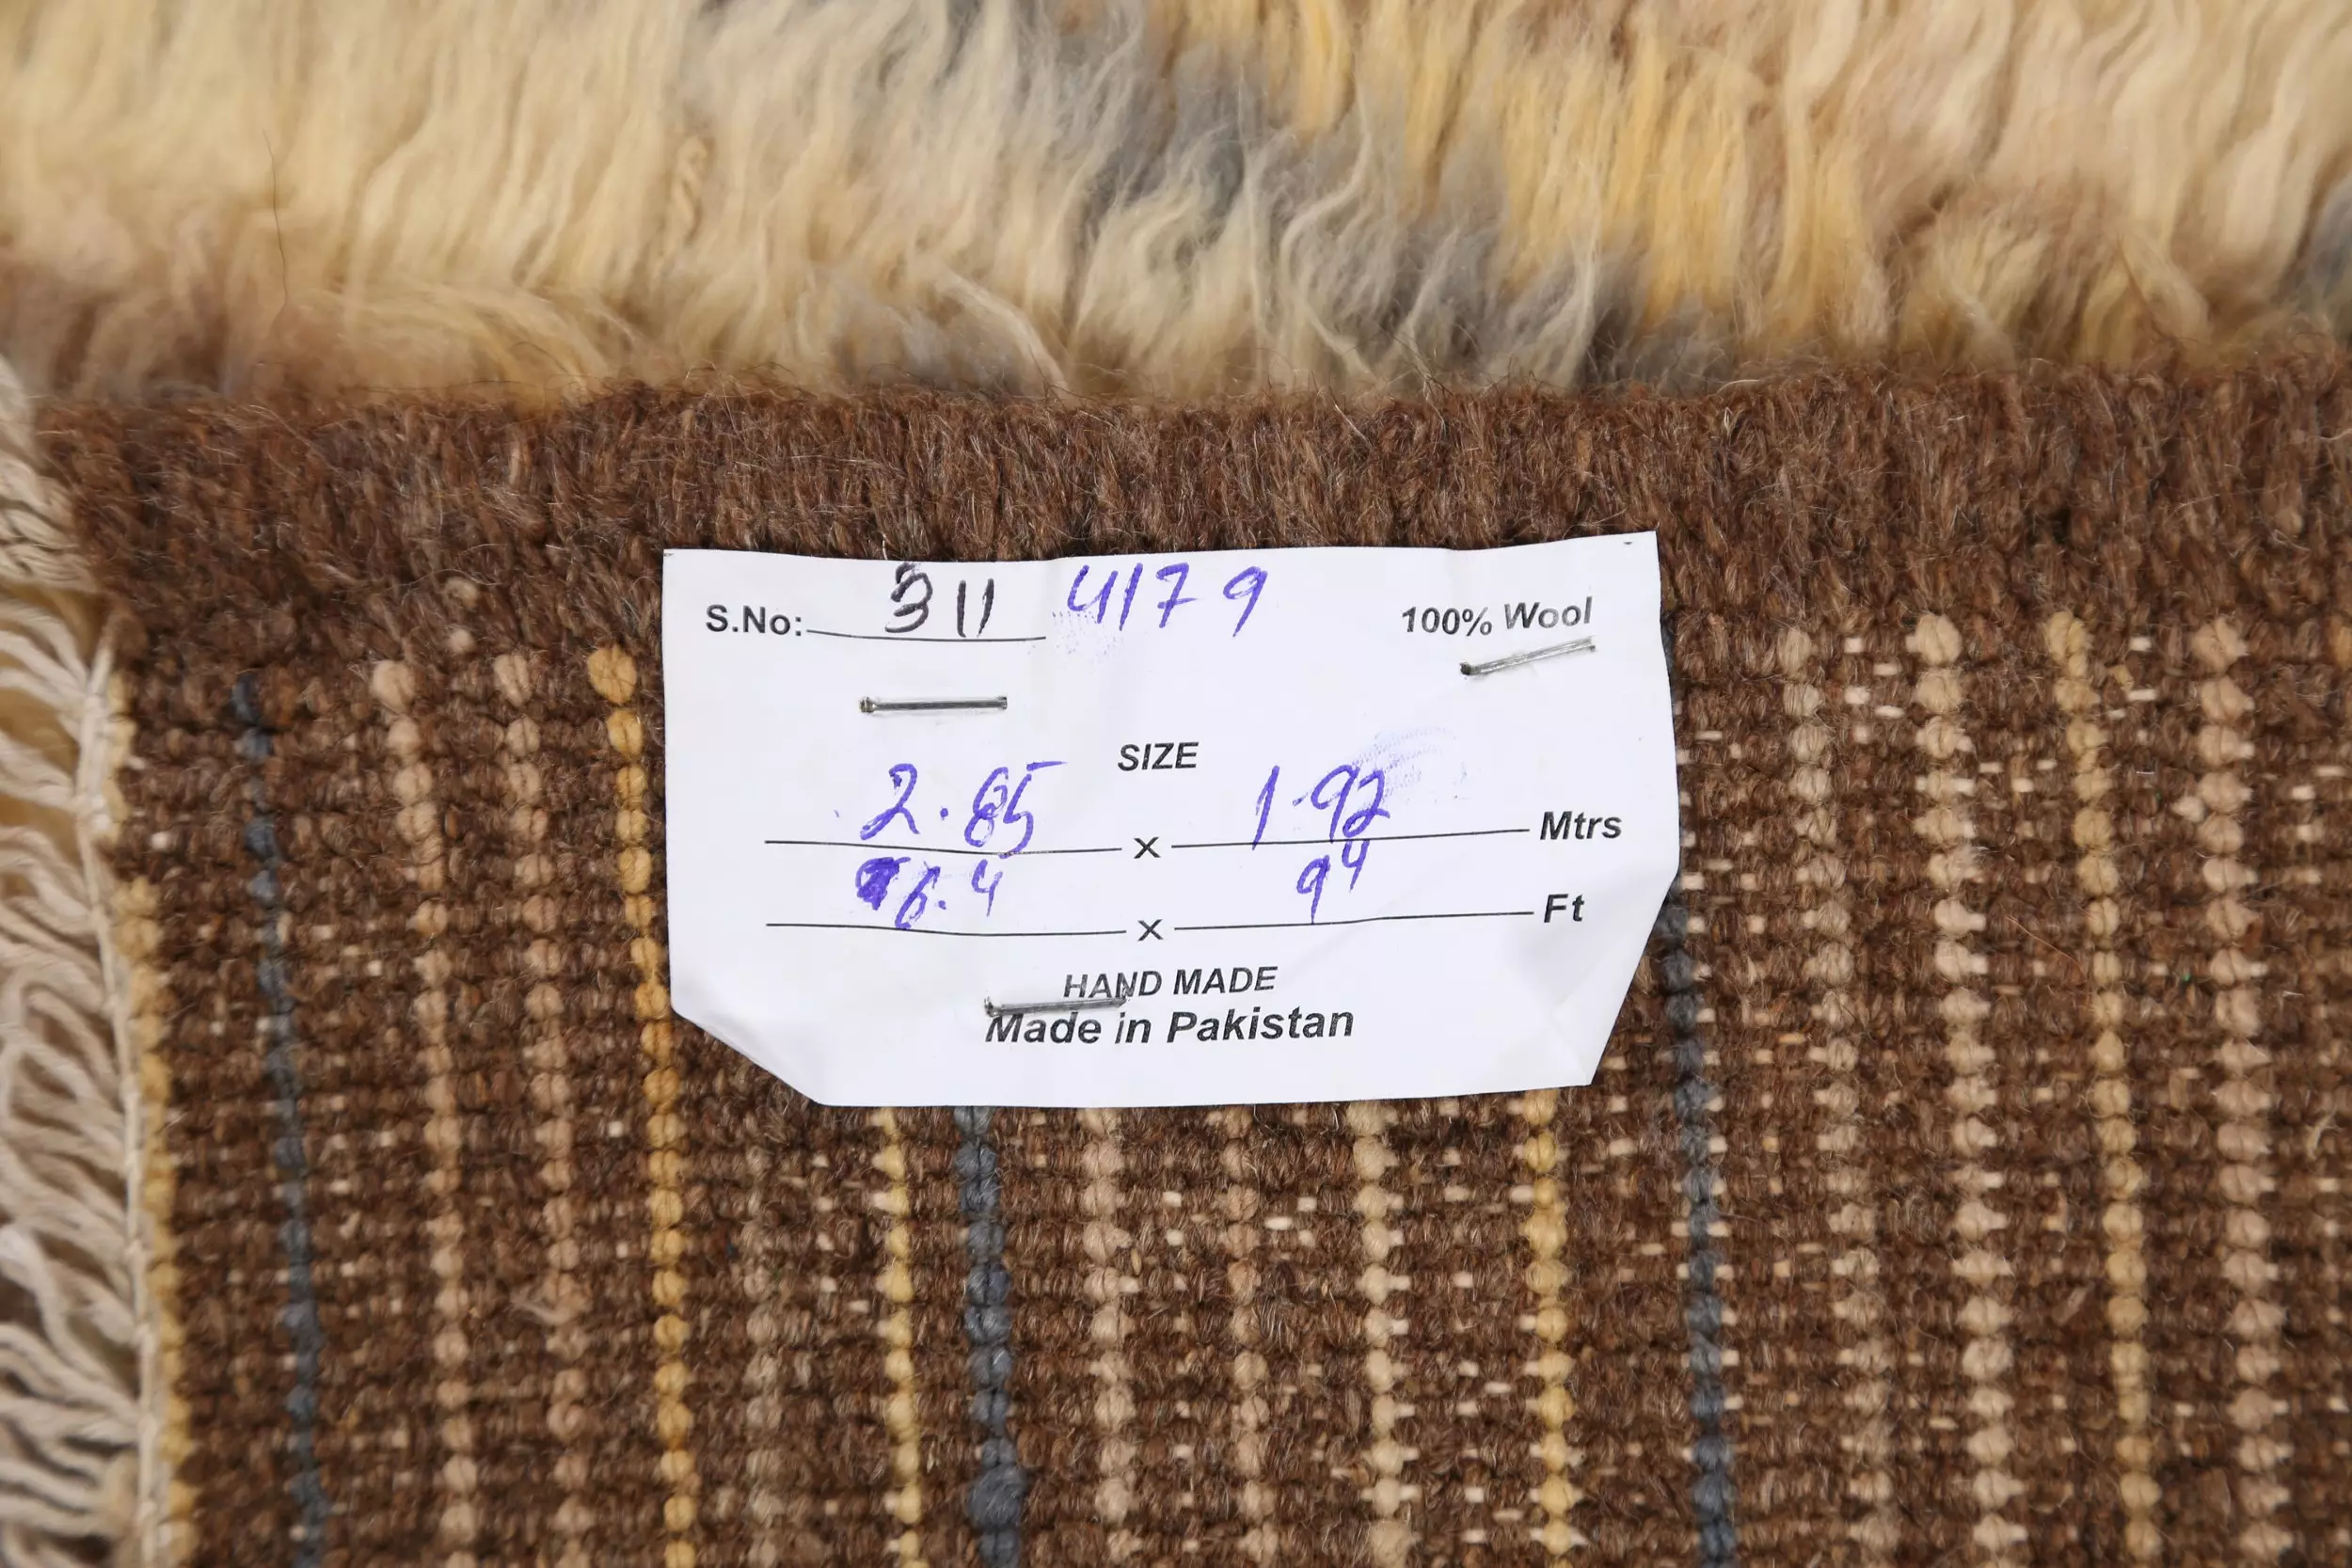 S.No: 311 4179 100% Wool
SIZE
2.85 x 1.92 Mtrs
6.4 x 94 Ft
HAND MADE
Made in Pakistan